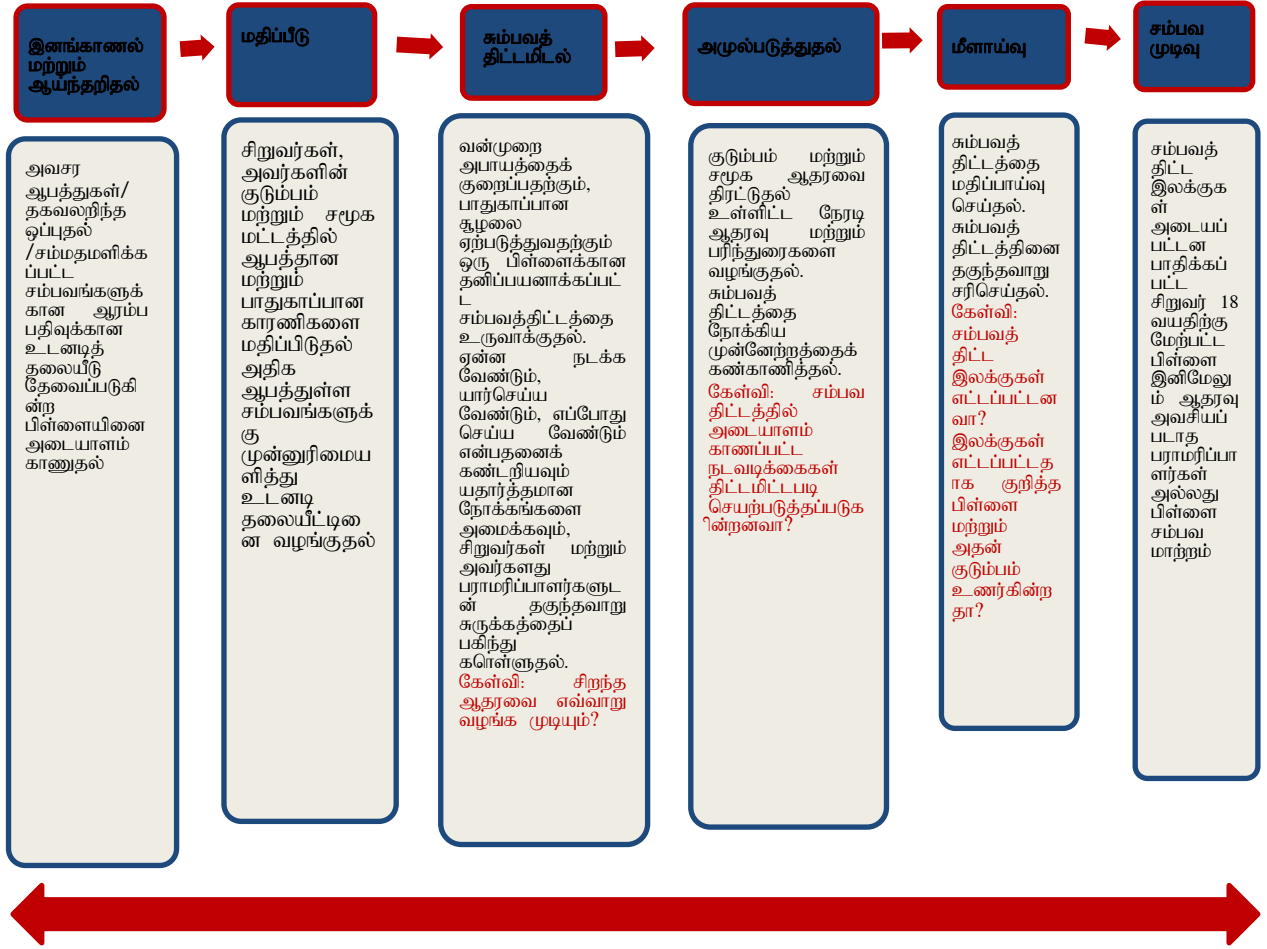 இனங்காணல்
மற்றும்
ஆய்ந்தறிதல்
மதிப்பீடு
சும்பவத்
திட்டமிடல்
அமுல்படுத்துதல்
மீளாய்வு
சம்பவ
முடிவு
அவசர
ஆபத்துகள்/
தகவலறிந்த
ஒப்புதல்
/சம்மதமளிக்க
ப்பட்ட
சம்பவங்களுக்
கான ஆரம்ப
பதிவுக்கான
உடனடித்
தலையீடு
தேவைப்படுகி
ன்ற
பிள்ளையினை
அடையாளம்
காணுதல்
சிறுவர்கள்,
அவர்களின்
குடும்பம்
மற்றும் சமூக
மட்டத்தில்
ஆபத்தான
மற்றும்
பாதுகாப்பான
காரணிகளை
மதிப்பிடுதல்
அதிக
ஆபத்துள்ள
சம்பவங்களுக்
கு
முன்னுரிமைய
ளித்து
உடனடி
தலையீட்டினை
ன வழங்குதல்
வன்முறை
அபாயத்தைக்
குறைப்பதற்கும்,
பாதுகாப்பான
சூழலை
ஏற்படுத்துவதற்கும்
ஒரு பிள்ளைக்கான
தனிப்பயனாக்கப்பட்
ட
சம்பவத்திட்டத்தை
உருவாக்குதல்.
ஏன்ன நடக்க
வேண்டும்,
யார்செய்ய
வேண்டும், எப்போது
செய்ய வேண்டும்
என்பதனைக்
கண்டறியவும்
யதார்த்தமான
நோக்கங்களை
அமைக்கவும்,
சிறுவர்கள் மற்றும்
அவர்களது
பராமரிப்பாளர்களுட
ன் தகுந்தவாறு
சுருக்கத்தைப்
பகிந்து
கொள்ளுதல்.
கேள்வி: சிறந்த
ஆதரவை எவ்வாறு
வழங்க முடியும்?
குடும்பம் மற்றும்
சமூக ஆதரவை
திரட்டுதல்
உள்ளிட்ட நேரடி
ஆதரவு மற்றும்
பரிந்துரைகளை
வழங்குதல்.
சும்பவத்
திட்டத்தை
நோக்கிய
முன்னேற்றத்தைக்
கண்காணித்தல்.
கேள்வி: சம்பவ
திட்டத்தில்
அடையாளம்
காணப்பட்ட
நடவடிக்கைகள்
திட்டமிட்டபடி
செயற்படுத்தப்படுக
ின்றனவா?
சும்பவத்
திட்டத்தை
மதிப்பாய்வு
செய்தல்.
சும்பவத்
திட்டத்தினை
தகுந்தவாறு
சரிசெய்தல்.
கேள்வி:
சம்பவத்
திட்ட
இலக்குகள்
எட்டப்பட்டன
வா?
இலக்குகள்
எட்டப்பட்டத
ாக குறித்த
பிள்ளை
மற்றும்
அதன்
குடும்பம்
உணர்கின்ற
தா?
சம்பவத்
திட்ட
இலக்குக
ள்
அடையப்
பட்டன
பாதிக்கப்
பட்ட
சிறுவர் 18
வயதிற்கு
மேற்பட்ட
பிள்ளை
இனிமேலு
ம் ஆதரவு
அவசியப்
படாத
பராமரிப்பா
ளர்கள்
அல்லது
பிள்ளை
சம்பவ
மாற்றம்